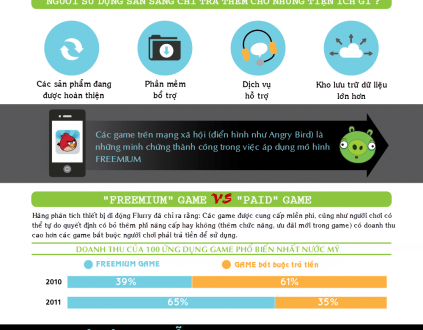 NGƯỜI SỬ DỤNG SẴN SÀNG CHI TRẢ THÊM CHO NHỮNG TIỆN ÍCH GÌ ?
Các sản phẩm đang
được hoàn thiện
Phần mềm
bổ trợ
Dịch vụ
hỗ trợ
Kho lưu trữ dữ liệu
lớn hơn
Các game trên mạng xã hội (điển hình như Angry Bird) là
những minh chứng thành công trong việc áp dụng mô hình
FREEMIUM
"FREEMIUM" GAME VS "PAID" GAME
Hãng phân tích thiết bị di động Flurry đã chỉ ra rằng: Các game được cung cấp miễn phí, cũng như người chơi có
thể tự do quyết định có bỏ thêm phí nâng cấp hay không (thêm chức năng, ưu đãi mới trong game) có doanh thu
cao hơn các game bắt buộc người chơi phải trả tiền để sử dụng.
DOANH THU CỦA 100 ỨNG DỤNG GAME PHỔ BIẾN NHẤT NƯỚC MỸ
FREEMIUM GAME
GAME bắt buộc trả tiền
2010 39% 61%
2011 65% 35%